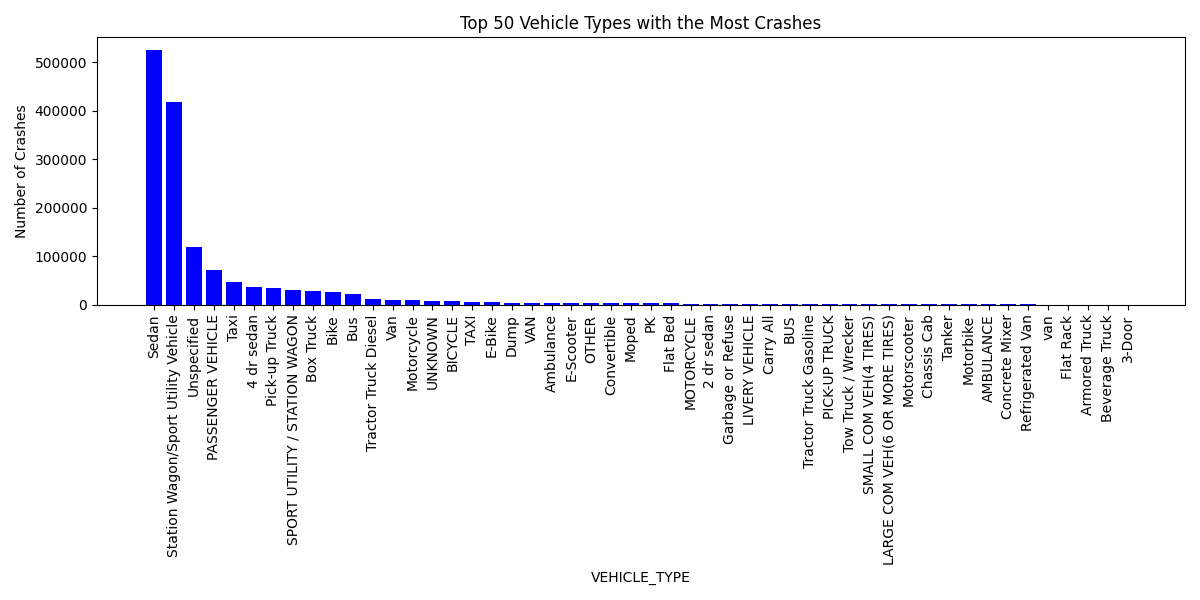 Top 50 Vehicle Types with the Most Crashes
Number of Crashes
500000
400000
300000
200000
100000
0
Sedan
Station Wagon/Sport Utility Vehicle
Unspecified
PASSENGER VEHICLE
Taxi
4 dr sedan
Pick-up Truck
SPORT UTILITY / STATION WAGON
Box Truck
Bike
Bus
Tractor Truck Diesel
Van
Motorcycle
UNKNOWN
BICYCLE
TAXI
E-Bike
Dump
VAN
Ambulance
E-Scooter
OTHER
Convertible
Moped
PK
Flat Bed
MOTORCYCLE
2 dr sedan
Garbage or Refuse
LIVERY VEHICLE
Carry All
BUS
Tractor Truck Gasoline
PICK-UP TRUCK
Tow Truck / Wrecker
SMALL COM VEH(4 TIRES)
LARGE COM VEH(6 OR MORE TIRES)
Motorscooter
Chassis Cab
Tanker
Motorbike
AMBULANCE
Concrete Mixer
Refrigerated Van
van
Flat Rack
Armored Truck
Beverage Truck
3-Door
VEHICLE_TYPE